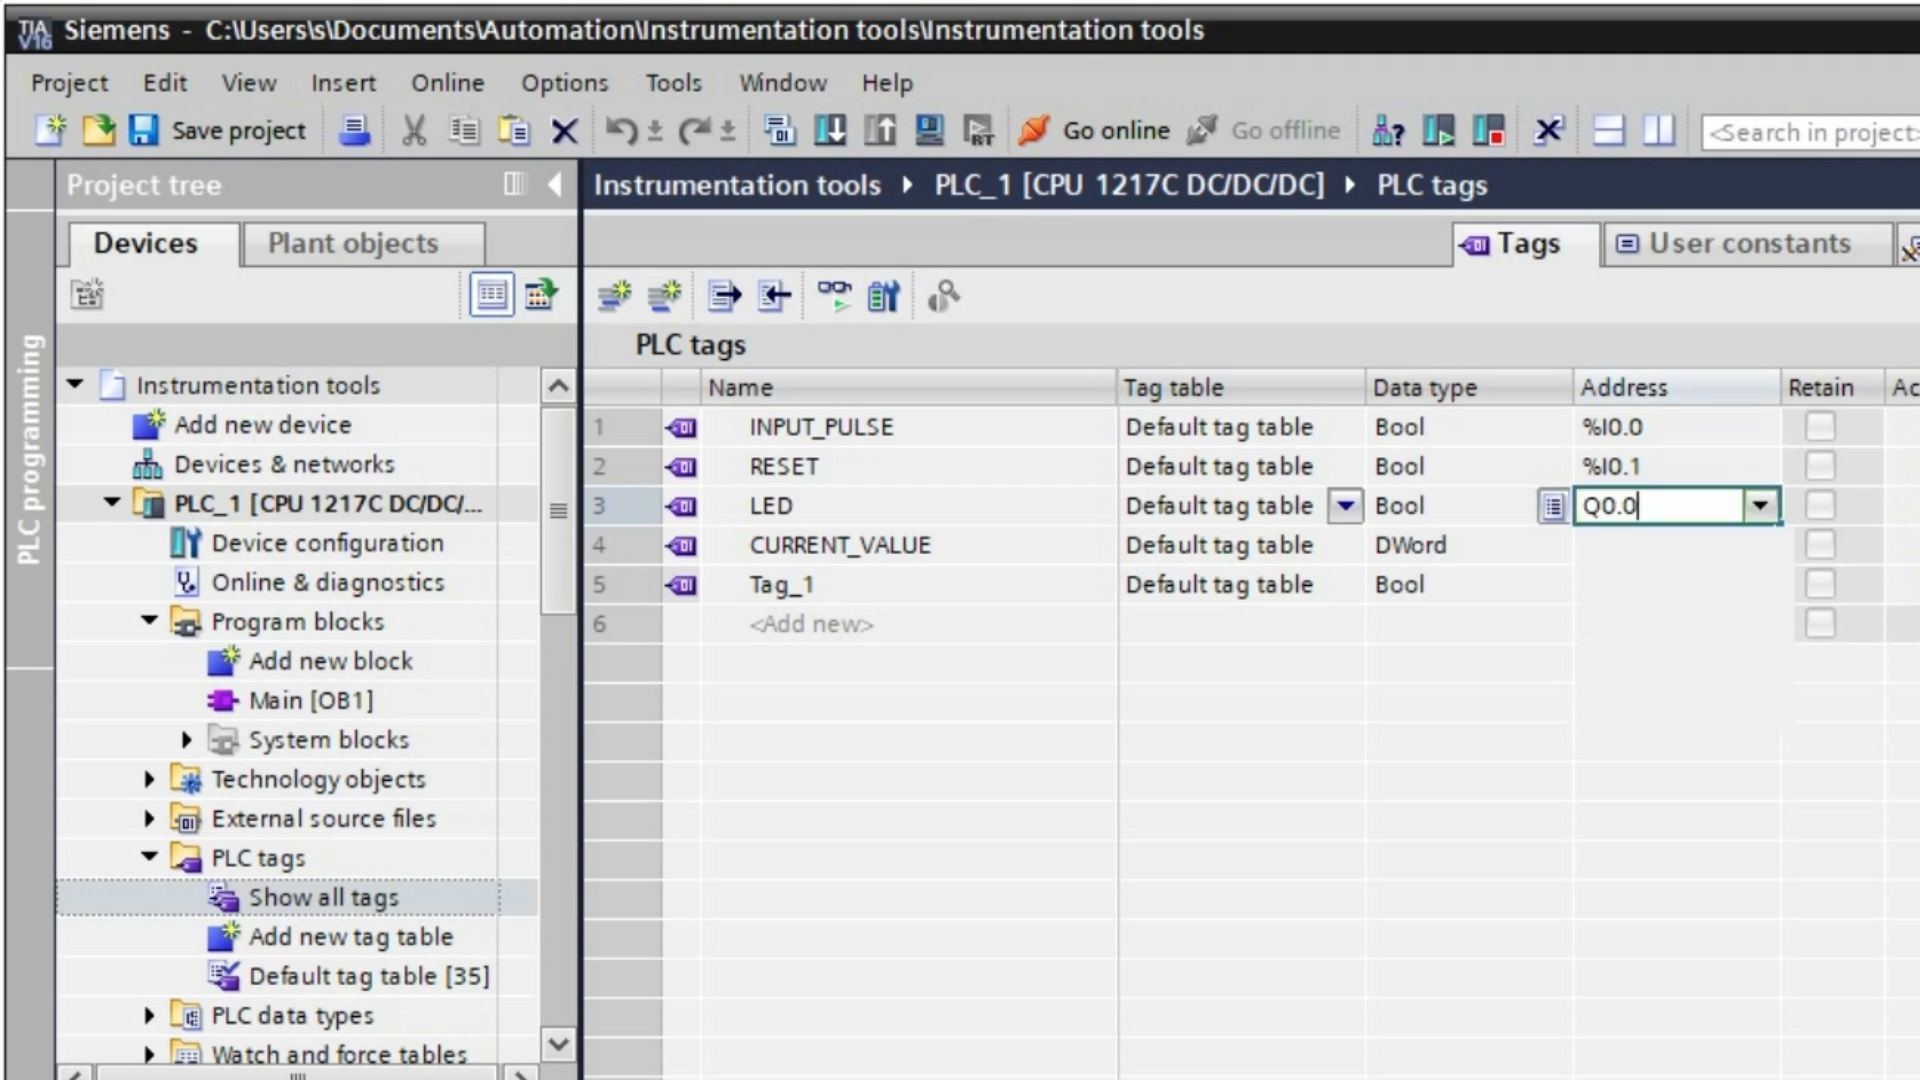 TIA V16 Siemens - C:\Users\s\Documents\Automation\Instrumentation tools\Instrumentation tools
Project Edit View Insert Online Options Tools Window Help
Save project Go online Go offline <Search in project>
Project tree
Instrumentation tools PLC_1 [CPU 1217C DC/DC/DC] PLC tags
Devices Plant objects
Tags User constants
PLC programming
PLC tags
Name Tag table Data type Address Retain Ac
1 INPUT_PULSE Default tag table Bool %I0.0
2 RESET Default tag table Bool %I0.1
3 LED Default tag table Bool Q0.0
4 CURRENT_VALUE Default tag table DWord
5 Tag_1 Default tag table Bool
6 <Add new>
Instrumentation tools
Add new device
Devices & networks
PLC_1 [CPU 1217C DC/DC/...
Device configuration
Online & diagnostics
Program blocks
Add new block
Main [OB1]
System blocks
Technology objects
External source files
PLC tags
Show all tags
Add new tag table
Default tag table [35]
PLC data types
Watch and force tables